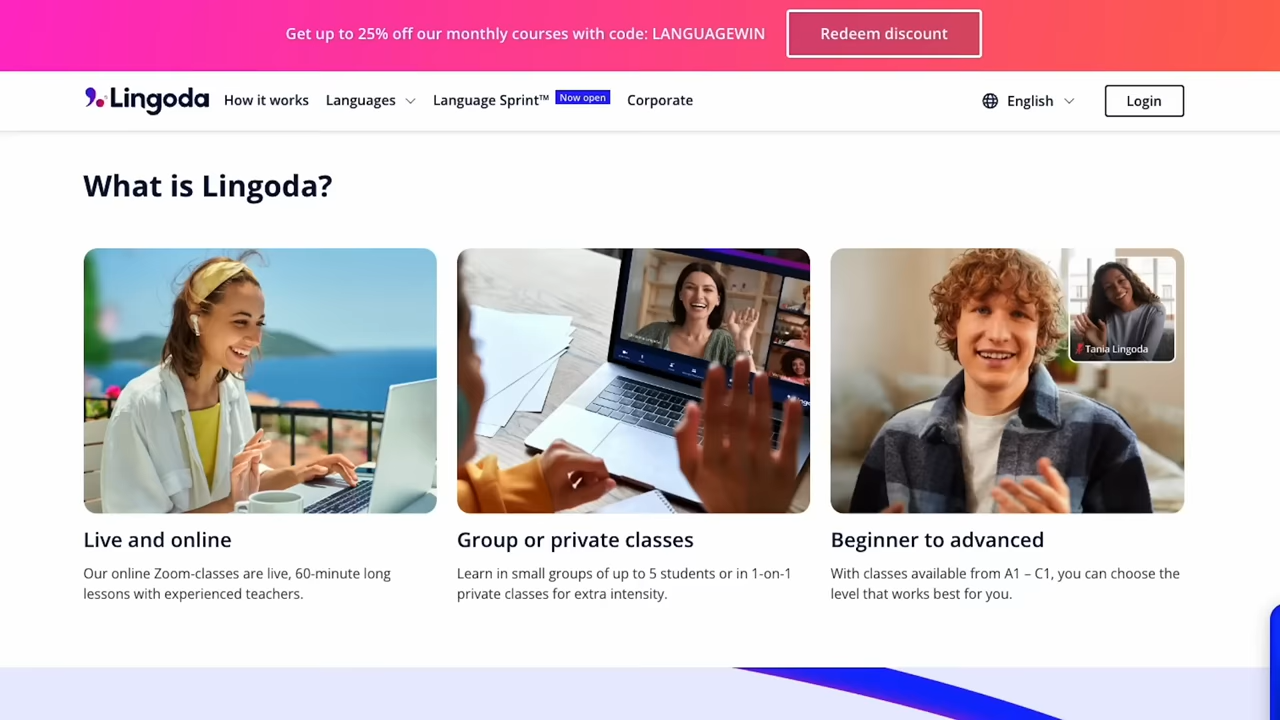 Get up to 25% off our monthly courses with code: LANGUAGEWIN
Redeem discount
Lingoda
How it works
Languages
Language Sprint™
Now open
Corporate
English
Login
What is Lingoda?
Tania Lingoda
Live and online
Our online Zoom-classes are live, 60-minute long
lessons with experienced teachers.
Group or private classes
Learn in small groups of up to 5 students or in 1-on-1
private classes for extra intensity.
Beginner to advanced
With classes available from A1 – C1, you can choose the
level that works best for you.